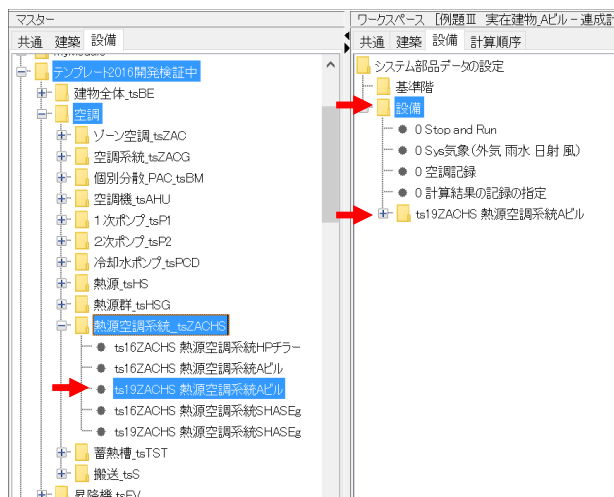 マスター
共通 建築 設備
テンプレート2016開発検証中
建物全体_tsBE
空調
ゾーン空調_tsZAC
空調系統_tsZACG
個別分散_PAC_tsBM
空調機_tsAHU
1次ポンプ_tsP1
2次ポンプ_tsP2
冷却水ポンプ_tsPCD
熱源_tsHS
熱源群_tsHSG
熱源空調系統_tsZACHS
ts16ZACHS 熱源空調系統HPチラー
ts16ZACHS 熱源空調系統Aビル
ts19ZACHS 熱源空調系統Aビル
ts16ZACHS 熱源空調系統SHASEg
ts19ZACHS 熱源空調系統SHASEg
蓄熱槽_tsTST
搬送_tsS
昇降機_tsEV
ワークスペース [例題Ⅲ 実在建物_Aビル - 連成計
共通 建築 設備 計算順序
システム部品データの設定
基準階
設備
0 Stop and Run
0 Sys気象(外気 雨水 日射 風)
0 空調記録
0 計算結果の記録の指定
ts19ZACHS 熱源空調系統Aビル